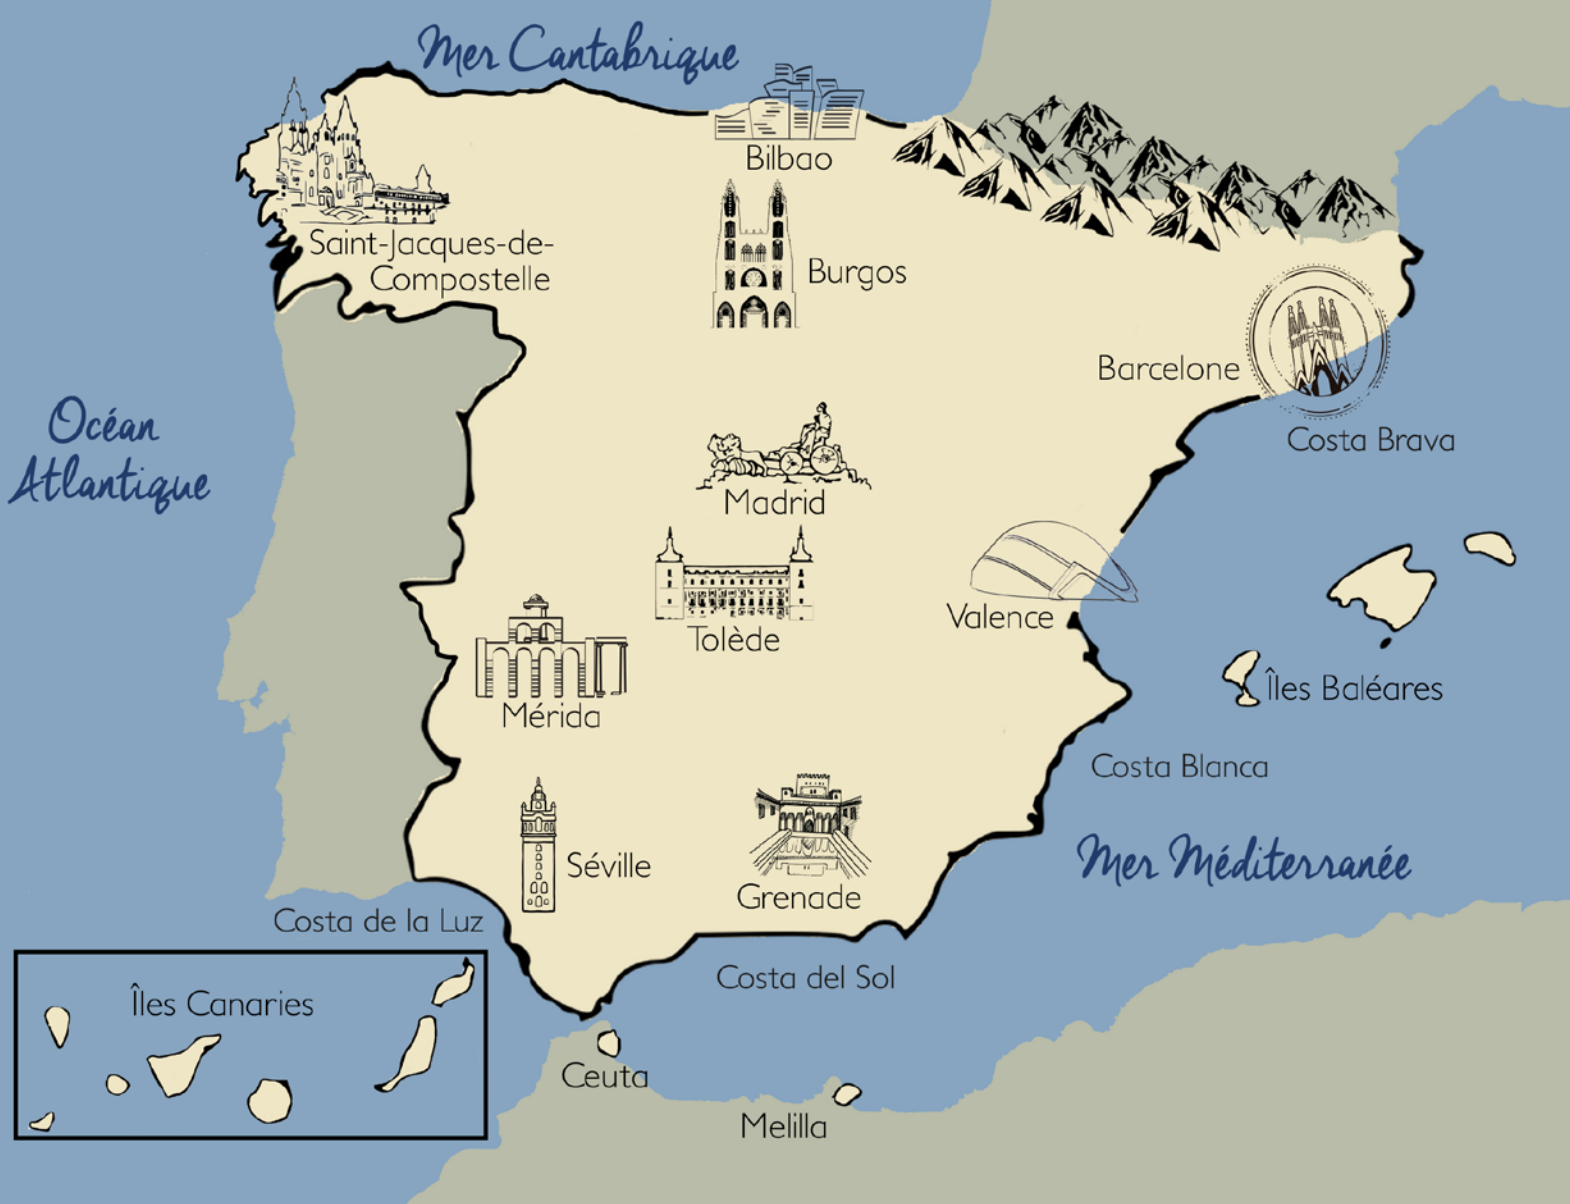 Mer Cantabrique
Bilbao
Saint-Jacques-de-
Compostelle
Burgos
Barcelone
Océan
Atlantique
Costa Brava
Madrid
Valence
Tolède
Îles Baléares
Mérida
Costa Blanca
Mer Méditerranée
Séville
Grenade
Costa de la Luz
Costa del Sol
Îles Canaries
Ceuta
Melilla